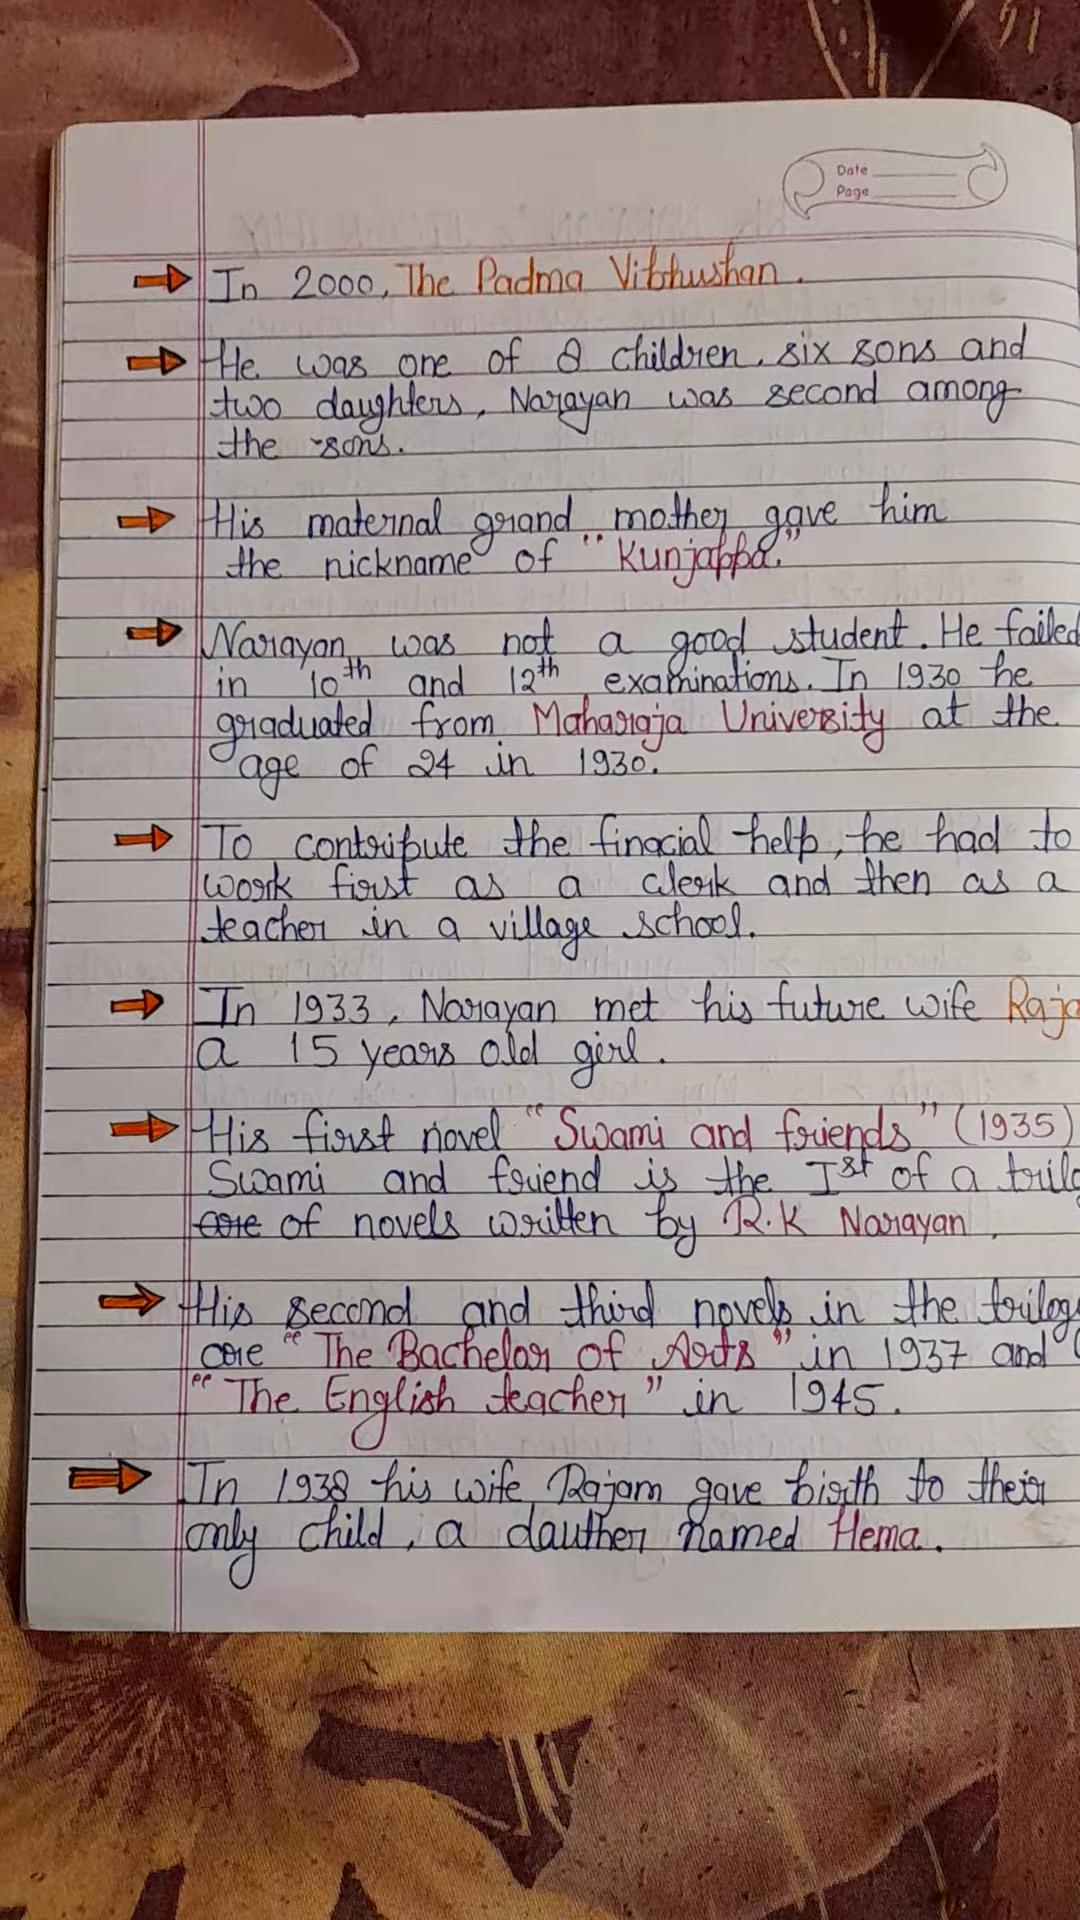 Date
Page
In 2000, The Padma Vibhushan.
He was one of 8 children, six sons and
two daughters, Narayan was second among
the sons.
His maternal grand mother gave him
the nickname of "Kunjappa."
Narayan was not a good student. He failed
in 10th and 12th examinations. In 1930 he
graduated from Maharaja University at the
age of 24 in 1930.
To contribute the finacial help, he had to
work first as a clerk and then as a
teacher in a village school.
In 1933, Narayan met his future wife
a 15 years old girl.
His first novel "Swami and friends" (1935)
Swami and friend is the Ist of a
of novels written by R.K Narayan.
His second and third novels in the
are "The Bachelor of Arts" in 1937 and
"The English teacher" in 1945.
In 1938 his wife Rajam gave birth to their
only child, a dauther named Hema.